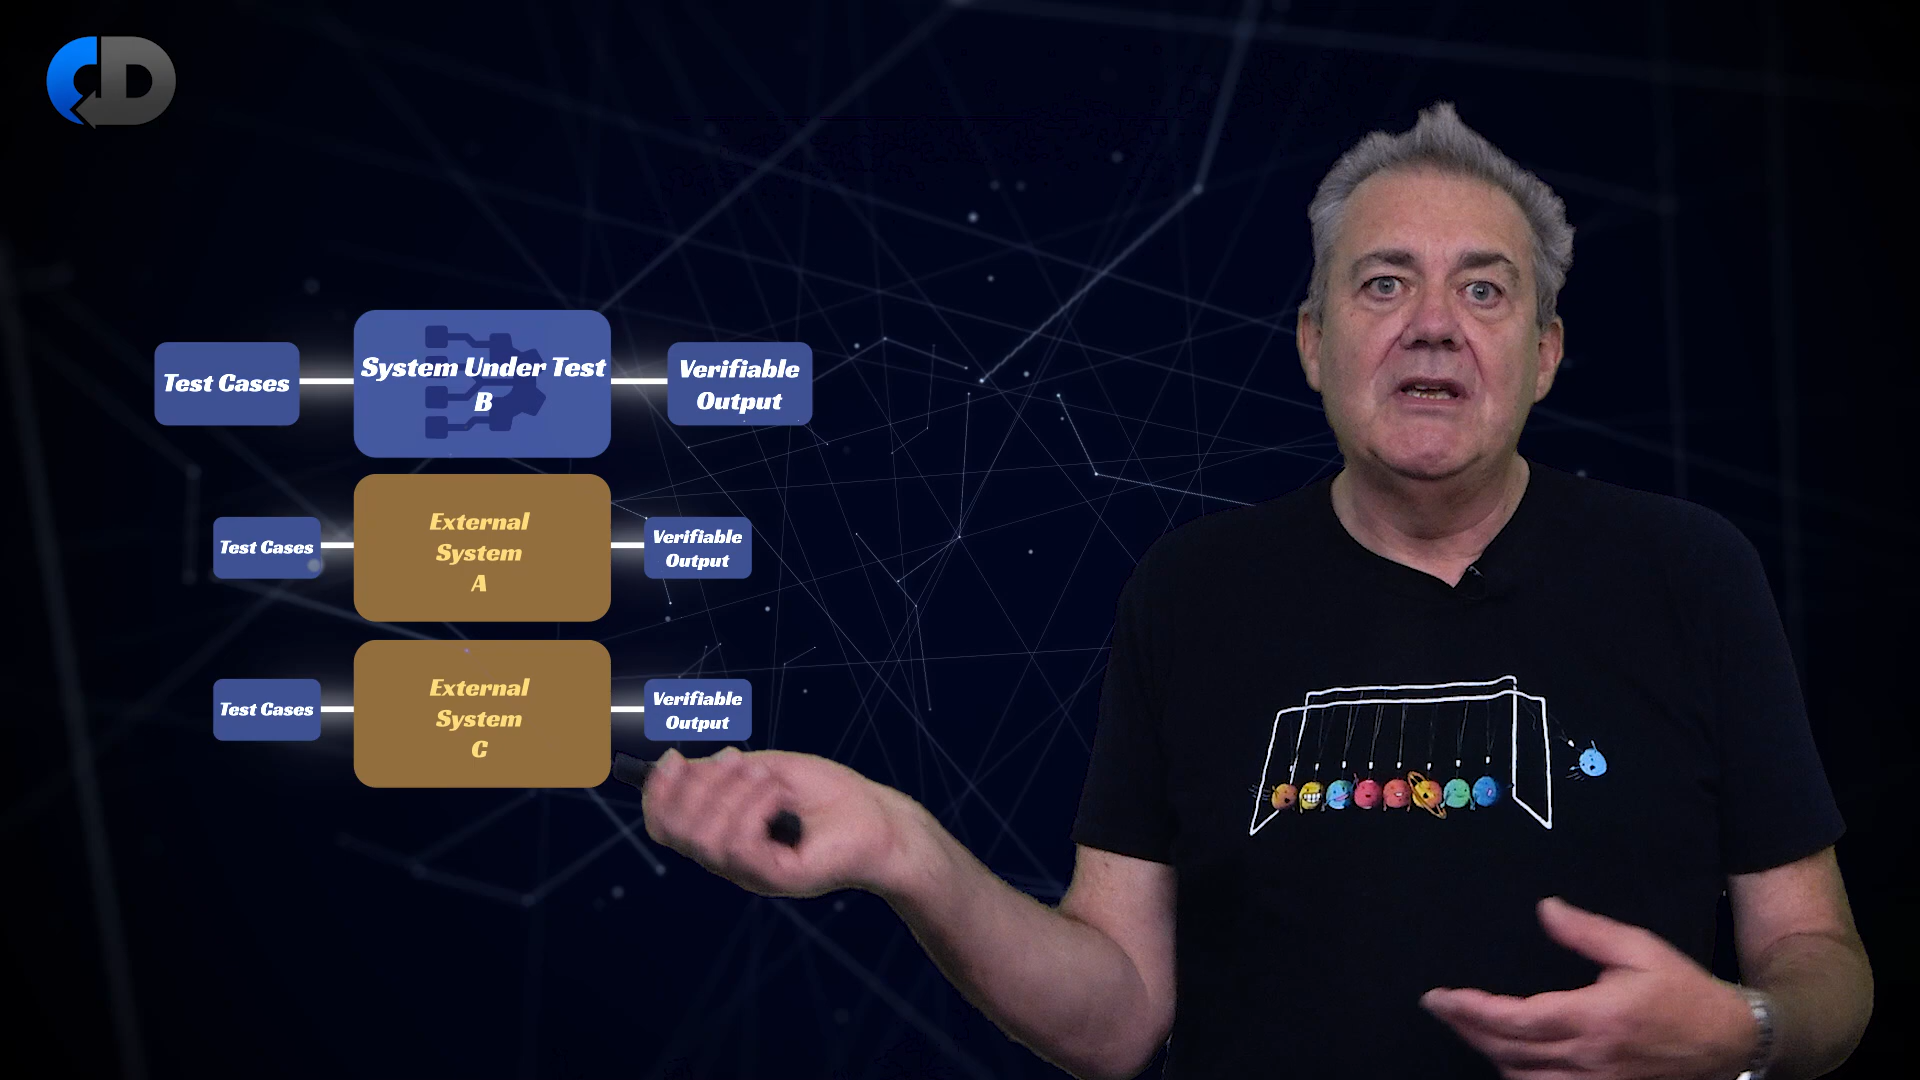 CD
Test Cases
System Under Test
B
Verifiable
Output
Test Cases
External
System
A
Verifiable
Output
Test Cases
External
System
C
Verifiable
Output